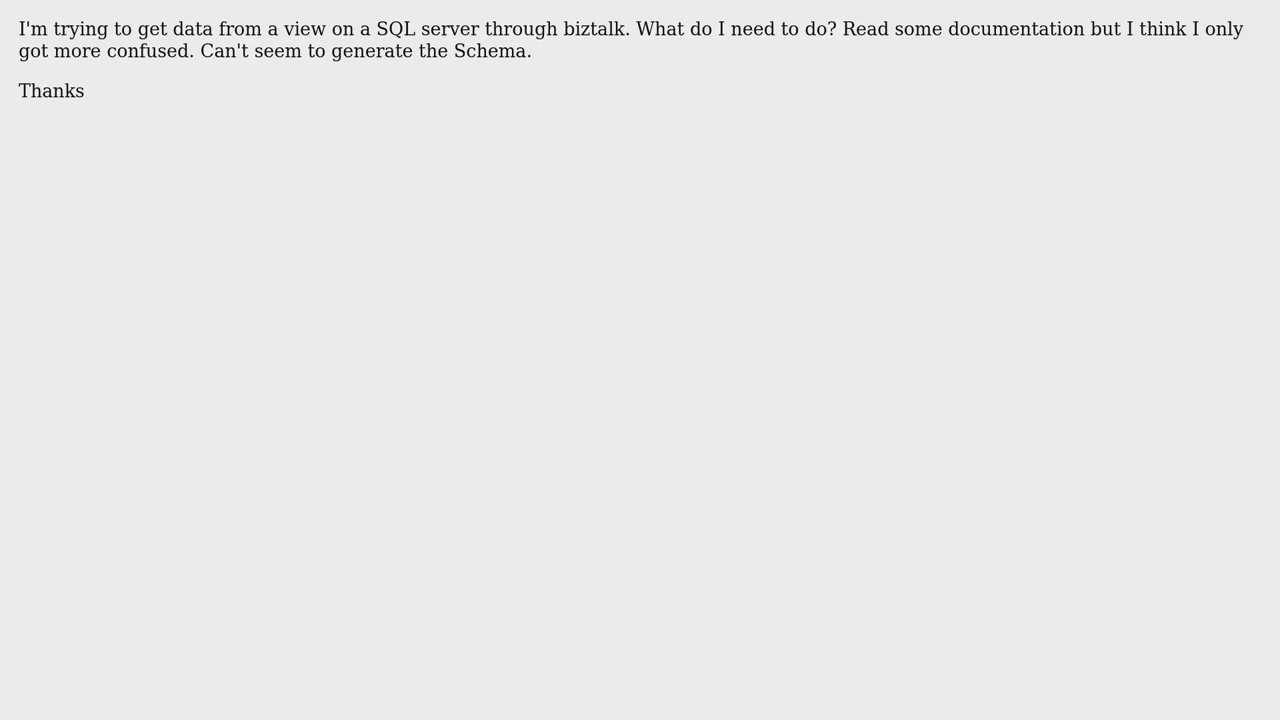 I'm trying to get data from a view on a SQL server through biztalk. What do I need to do? Read some documentation but I think I only
got more confused. Can't seem to generate the Schema.
Thanks